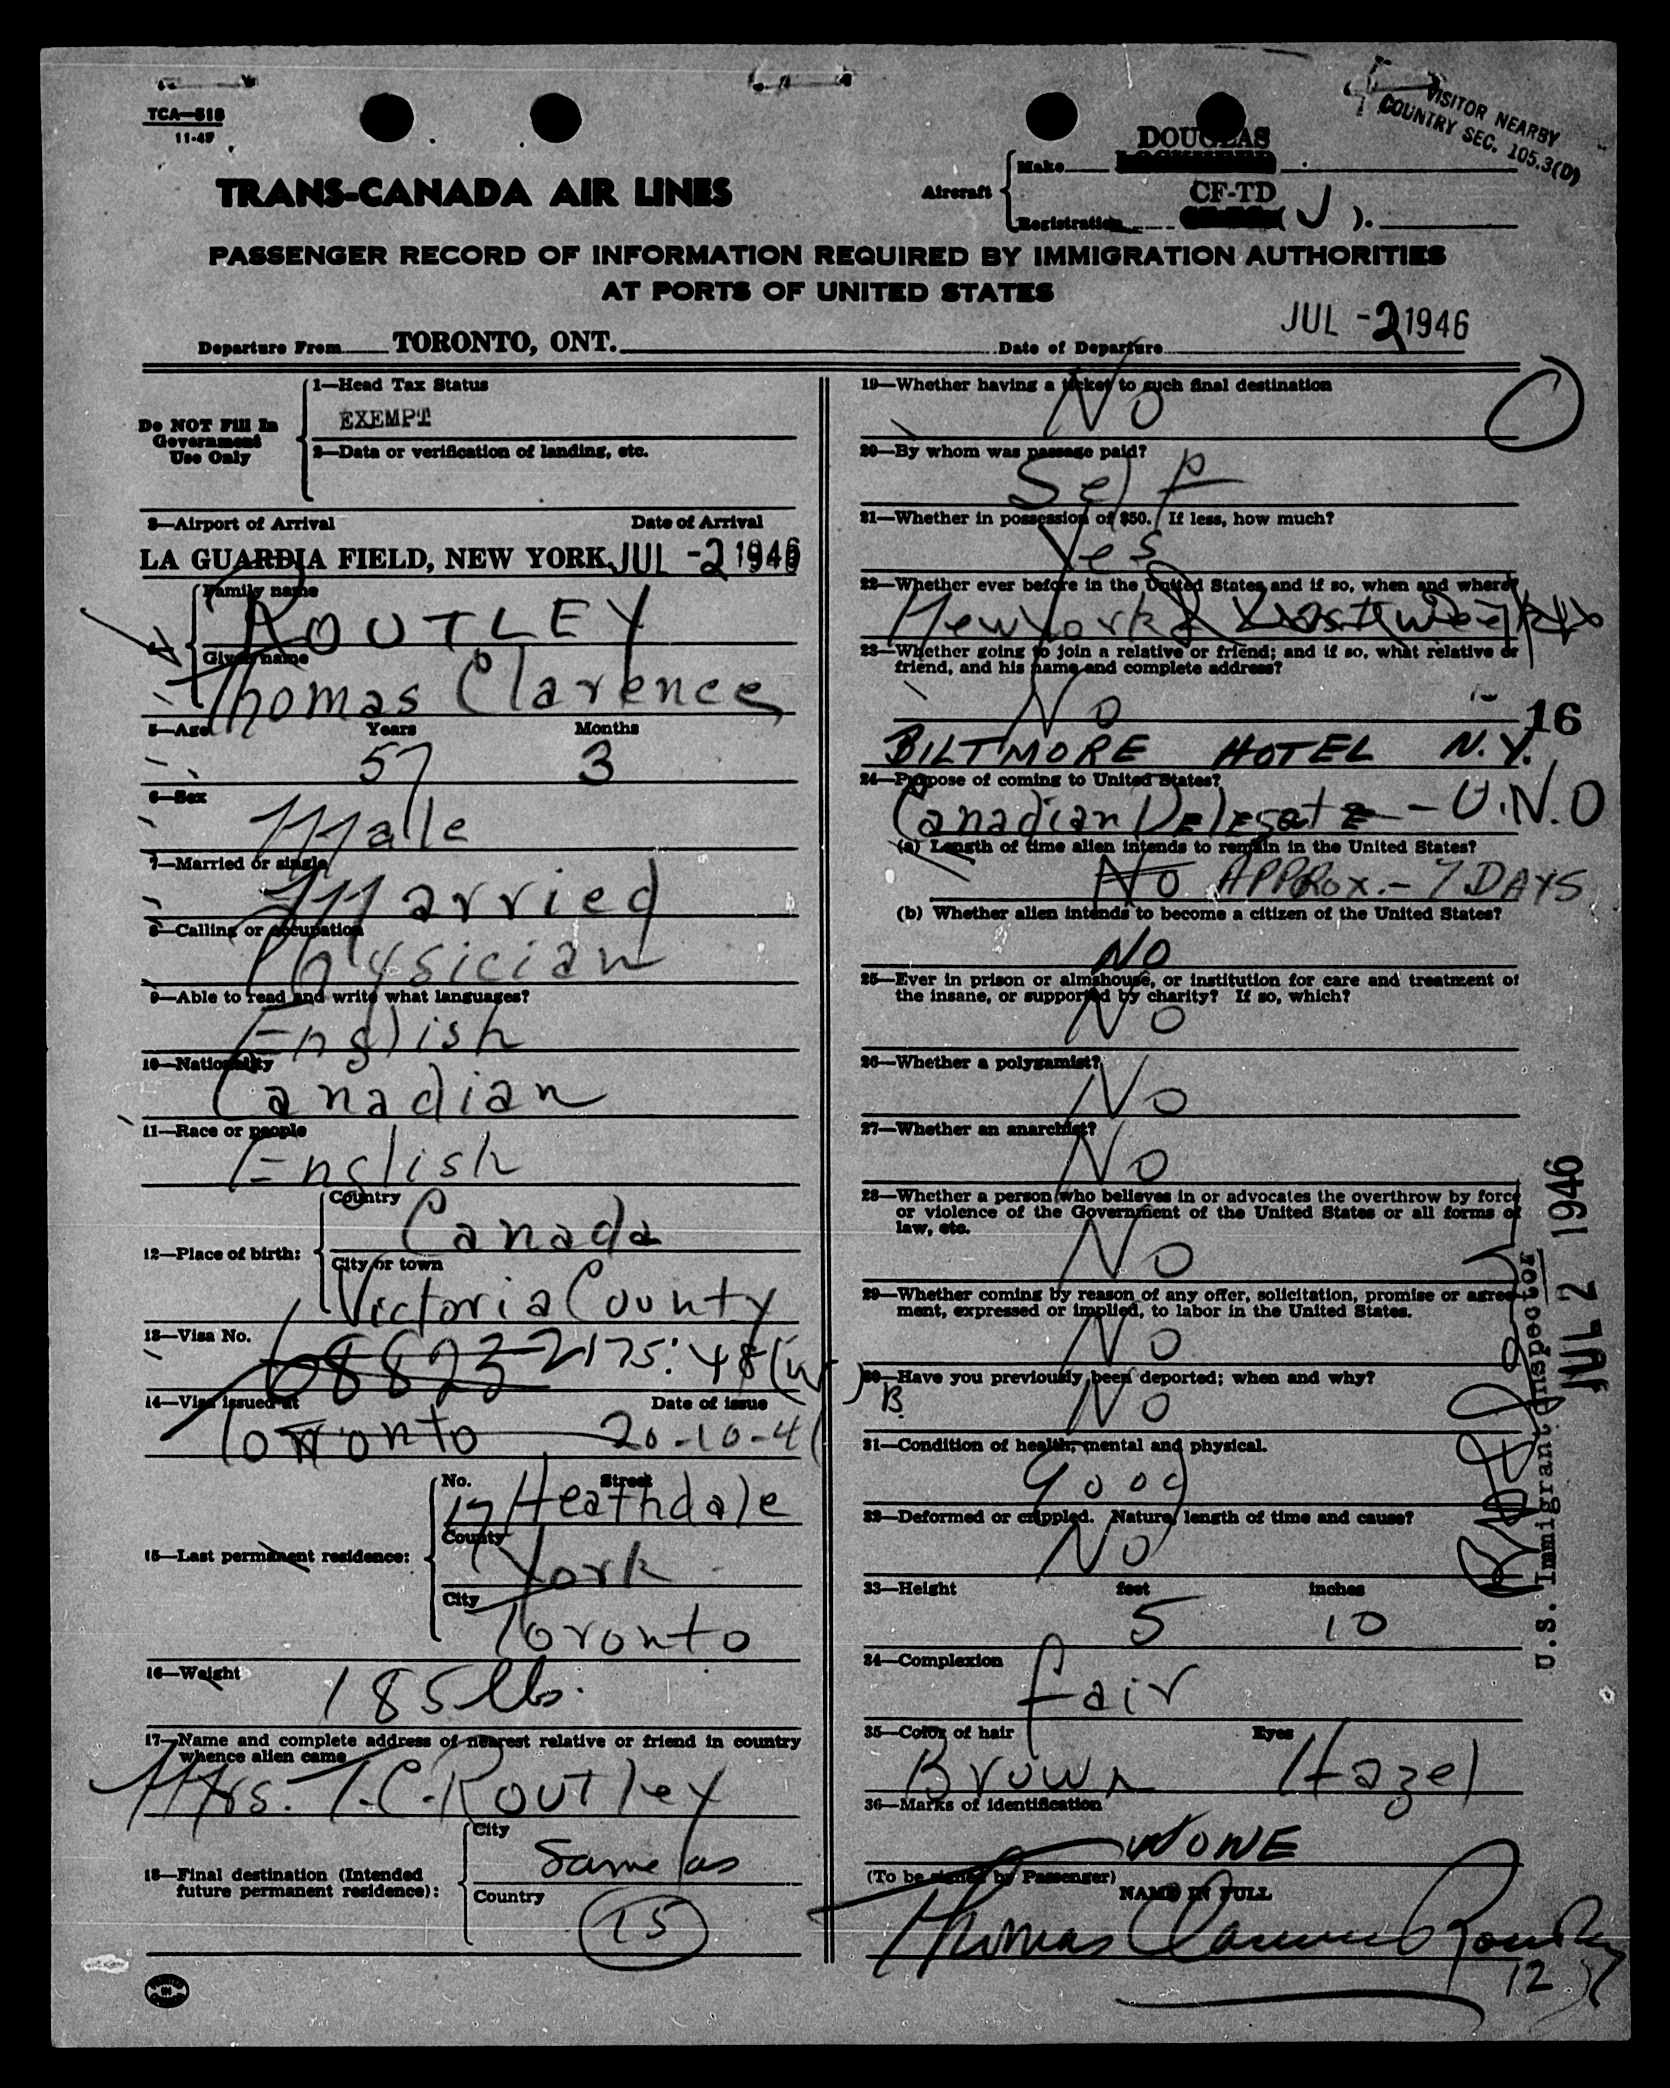 TCA—518
11-45
VISITOR NEARBY
COUNTRY SEC. 105.3(D)
DOUGLAS
Make
TRANS-CANADA AIR LINES
Aircraft
CF-TD
Registration (J).
PASSENGER RECORD OF INFORMATION REQUIRED BY IMMIGRATION AUTHORITIES
AT PORTS OF UNITED STATES
JUL -2 1946
Departure From TORONTO, ONT. Date of Departure
Do NOT Fill In
Government
Use Only
1—Head Tax Status
EXEMPT
2—Data or verification of landing, etc.
3—Airport of Arrival Date of Arrival
LA GUARDIA FIELD, NEW YORK, JUL -2 1946
Family name
ROUTLEY
Given name
Thomas Clarence
5—Age Years Months
57 3
6—Sex
Male
7—Married or single
Married
8—Calling or occupation
Physician
9—Able to read and write what languages?
English
10—Nationality
Canadian
11—Race or people
English
12—Place of birth:
Country
Canada
City or town
Victoria County
13—Visa No.
68823 2175:48(W
B.
14—Visa issued at Date of issue
Toronto 20-10-4
15—Last permanent residence:
No. Street
17 Heathdale
County
York
City
Toronto
16—Weight
185 lbs.
17—Name and complete address of nearest relative or friend in country
whence alien came
Mrs. T.C. Routley
18—Final destination (Intended
future permanent residence):
City
Same as
Country
15
19—Whether having a ticket to such final destination
No
20—By whom was passage paid?
Self
21—Whether in possession of $50. If less, how much?
Yes
22—Whether ever before in the United States and if so, when and where?
New York Last Week
23—Whether going to join a relative or friend; and if so, what relative or
friend, and his name and complete address?
No
16
BILTMORE HOTEL N.Y.
24—Purpose of coming to United States?
Canadian Delegate - U.N.O
(a) Length of time alien intends to remain in the United States?
No APPROX.- 7 DAYS
(b) Whether alien intends to become a citizen of the United States?
NO
25—Ever in prison or almshouse, or institution for care and treatment of
the insane, or supported by charity? If so, which?
No
26—Whether a polygamist?
No
27—Whether an anarchist?
No
28—Whether a person who believes in or advocates the overthrow by force
or violence of the Government of the United States or all forms of
law, etc.
No
29—Whether coming by reason of any offer, solicitation, promise or agree-
ment, expressed or implied, to labor in the United States.
No
30—Have you previously been deported; when and why?
No
31—Condition of health, mental and physical.
Good
32—Deformed or crippled. Nature, length of time and cause?
No
33—Height feet inches
5 10
34—Complexion
fair
35—Color of hair Eyes
Brown Hazel
36—Marks of identification
NONE
(To be signed by Passenger)
NAME IN FULL
Thomas Clarence Routley
12
U.S. Immigrant Inspector
JUL 2 1946